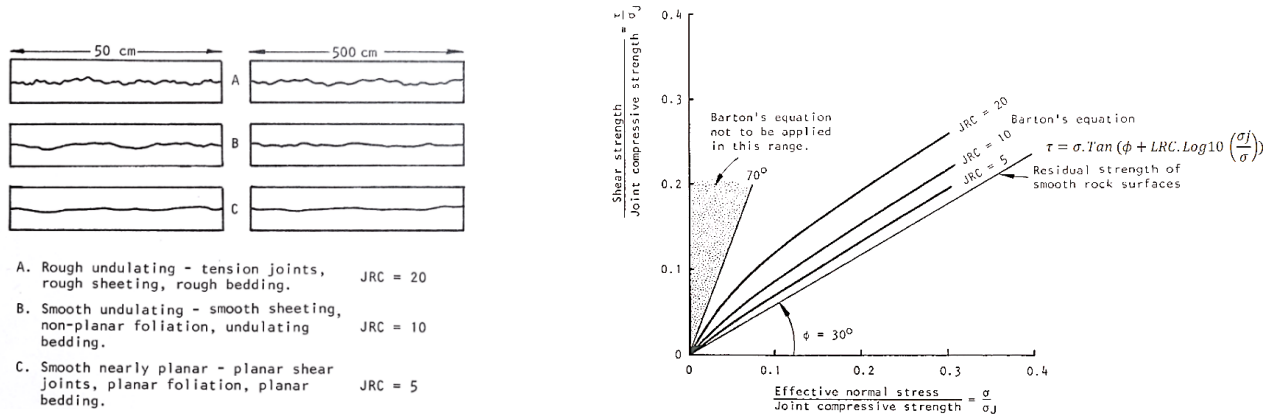 50 cm
500 cm
A
B
C
A. Rough undulating - tension joints,
rough sheeting, rough bedding.
JRC = 20
B. Smooth undulating - smooth sheeting,
non-planar foliation, undulating
bedding.
JRC = 10
C. Smooth nearly planar - planar shear
joints, planar foliation, planar
bedding.
JRC = 5
Shear strength
Joint compressive strength
= τ/σJ
0.4
0.3
0.2
0.1
0
Barton's equation
not to be applied
in this range.
70º
JRC = 20
JRC = 10
JRC = 5
Barton's equation
τ = σ.Tan (ϕ + LRC.Log10 (σj/σ))
Residual strength of
smooth rock surfaces
ϕ = 30º
0
0.1
0.2
0.3
0.4
Effective normal stress
Joint compressive strength
= σ/σJ